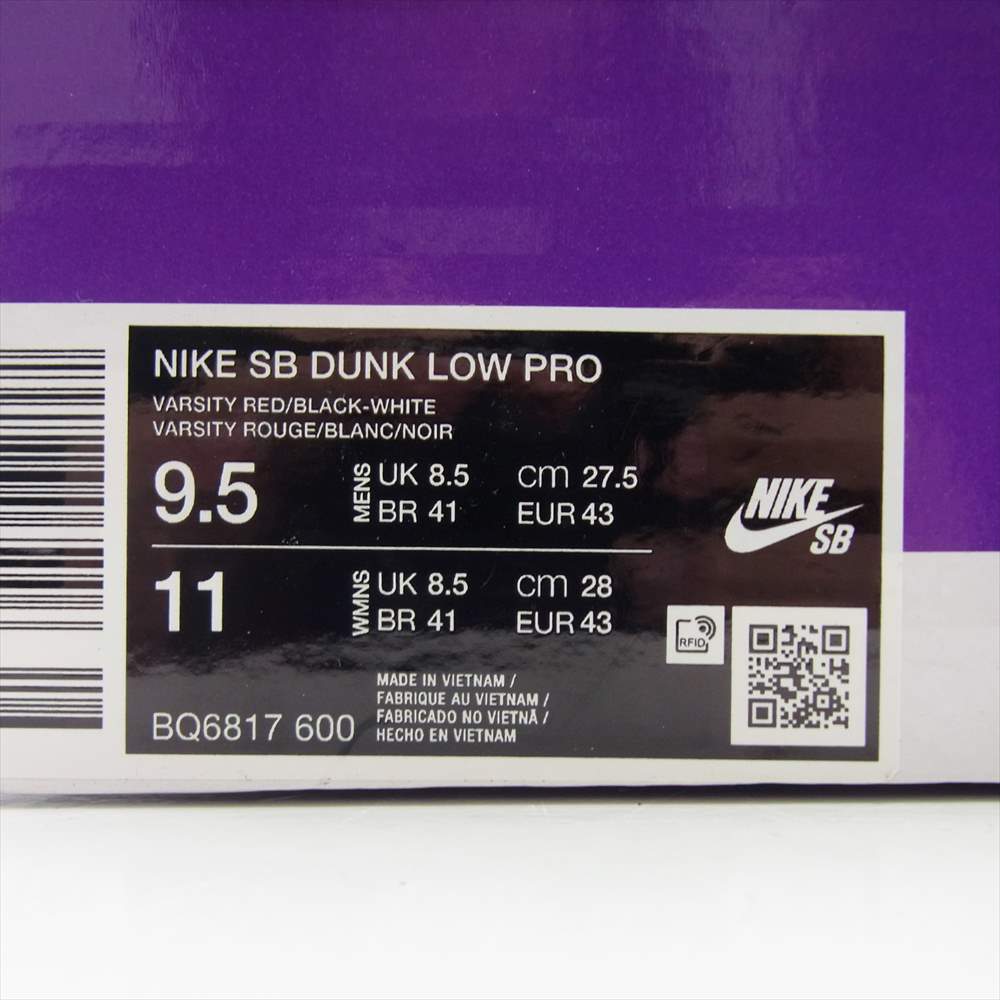 NIKE SB DUNK LOW PRO
VARSITY RED/BLACK-WHITE
VARSITY ROUGE/BLANC/NOIR
9.5 MENS UK 8.5 cm 27.5
BR 41 EUR 43
11 WMNS UK 8.5 cm 28
BR 41 EUR 43
NIKE
SB
RFID
MADE IN VIETNAM /
FABRIQUE AU VIETNAM /
FABRICADO NO VIETNÃ /
HECHO EN VIETNAM
BQ6817 600